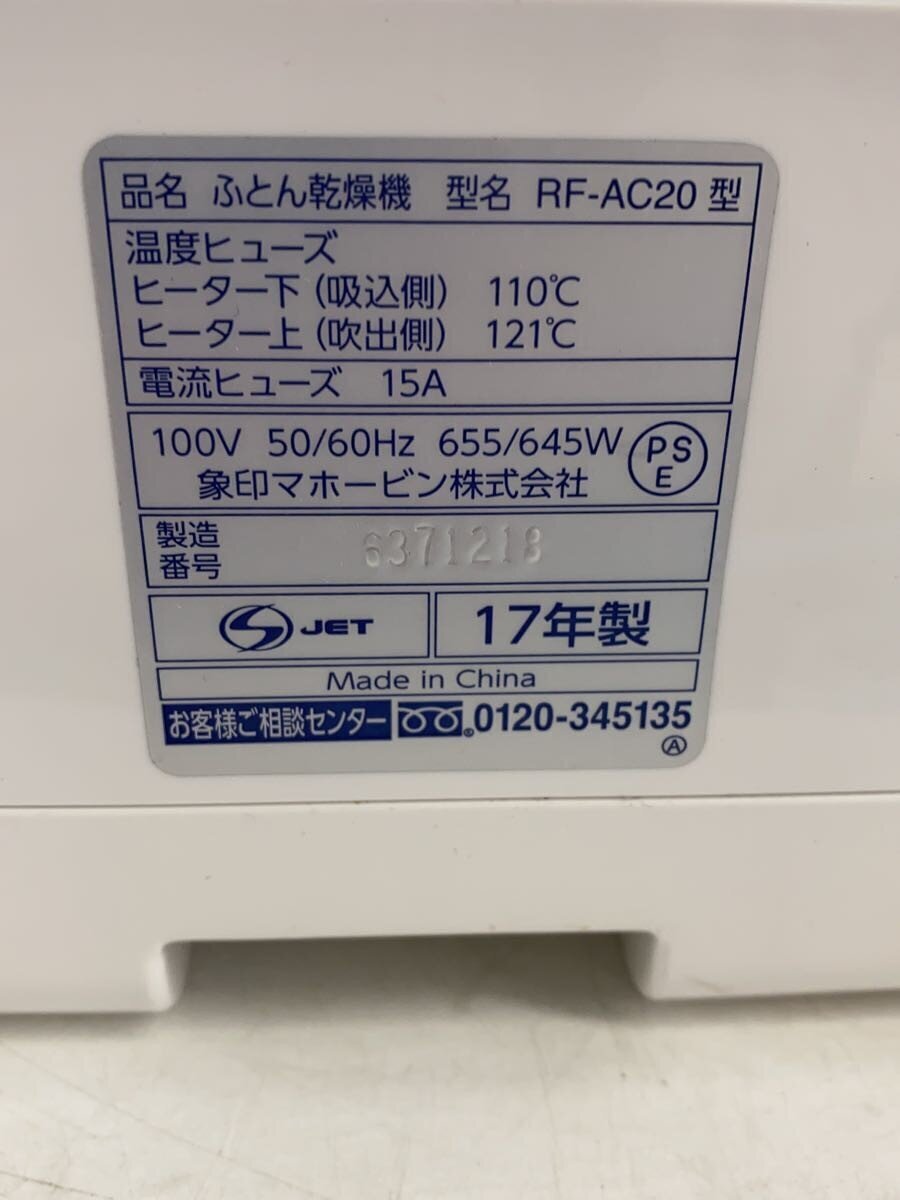 品名 ふとん乾燥機 型名 RF-AC20 型
温度ヒューズ
ヒーター下(吸込側) 110℃
ヒーター上(吹出側) 121℃
電流ヒューズ 15A
100V 50/60Hz 655/645W
PSE
象印マホービン株式会社
製造番号 6371218
S JET 17年製
Made in China
お客様ご相談センター 0120-345135
A